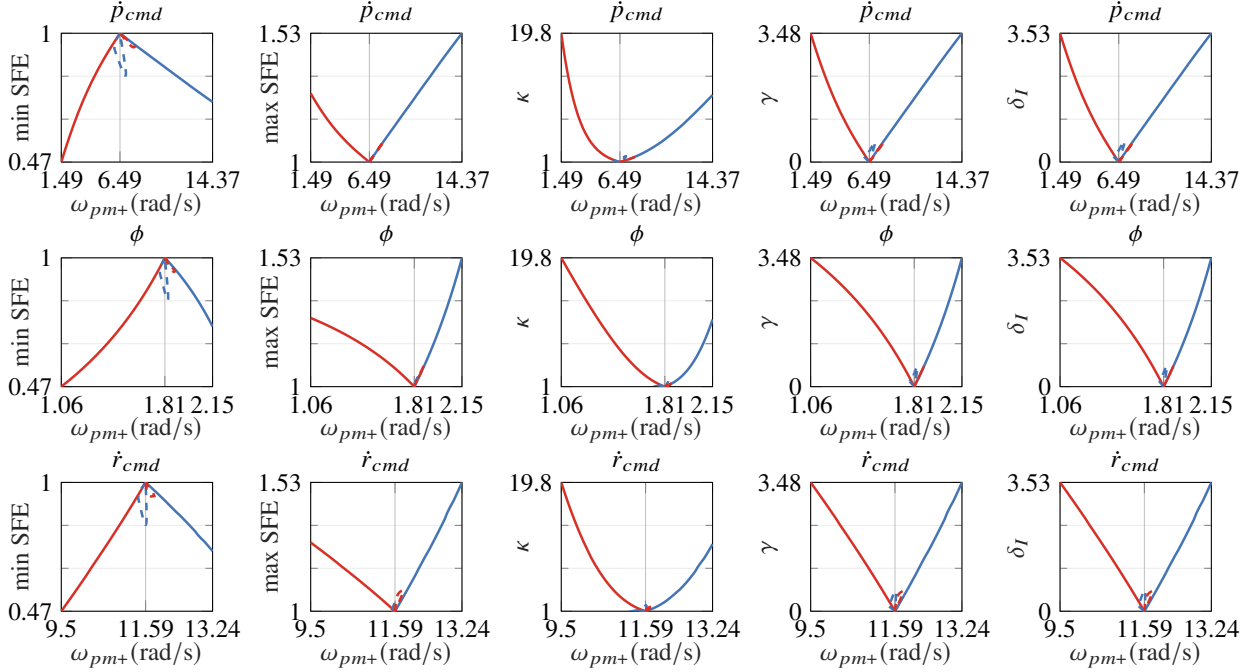 ṗcmd ṗcmd ṗcmd ṗcmd ṗcmd
min SFE 1 0.47 max SFE 1.53 1 κ 19.8 1 γ 3.48 0 δI 3.53 0
1.49 6.49 14.37 1.49 6.49 14.37 1.49 6.49 14.37 1.49 6.49 14.37 1.49 6.49 14.37
ωpm+(rad/s) ωpm+(rad/s) ωpm+(rad/s) ωpm+(rad/s) ωpm+(rad/s)
ϕ ϕ ϕ ϕ ϕ
min SFE 1 0.47 max SFE 1.53 1 κ 19.8 1 γ 3.48 0 δI 3.53 0
1.06 1.81 2.15 1.06 1.81 2.15 1.06 1.81 2.15 1.06 1.81 2.15 1.06 1.81 2.15
ωpm+(rad/s) ωpm+(rad/s) ωpm+(rad/s) ωpm+(rad/s) ωpm+(rad/s)
ṙcmd ṙcmd ṙcmd ṙcmd ṙcmd
min SFE 1 0.47 max SFE 1.53 1 κ 19.8 1 γ 3.48 0 δI 3.53 0
9.5 11.59 13.24 9.5 11.59 13.24 9.5 11.59 13.24 9.5 11.59 13.24 9.5 11.59 13.24
ωpm+(rad/s) ωpm+(rad/s) ωpm+(rad/s) ωpm+(rad/s) ωpm+(rad/s)